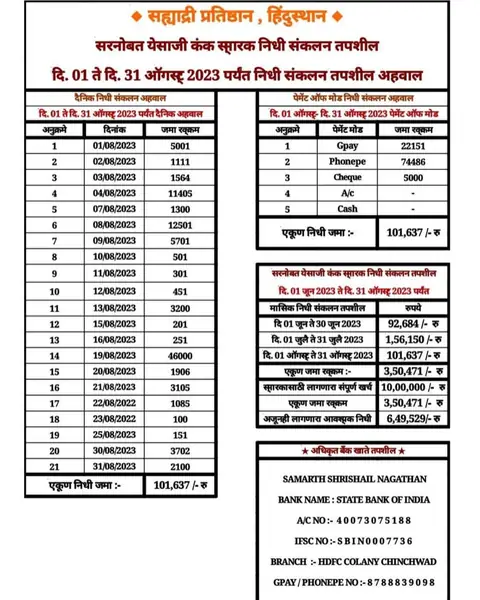 ❖ सह्याद्री प्रतिष्ठान , हिंदुस्थान ❖
सरनोबत येसाजी कंक स्मारक निधी संकलन तपशील
दि. 01 ते दि. 31 ऑगस्ट 2023 पर्यंत निधी संकलन तपशील अहवाल
दैनिक निधी संकलन अहवाल
दि. 01 ते दि. 31 ऑगस्ट 2023 पर्यंत दैनिक अहवाल
अनुक्रमे दिनांक जमा रक्कम
1 01/08/2023 5001
2 02/08/2023 1111
3 03/08/2023 1564
4 04/08/2023 11405
5 07/08/2023 1300
6 08/08/2023 12501
7 09/08/2023 5701
8 10/08/2023 501
9 11/08/2023 301
10 12/08/2023 451
11 13/08/2023 3200
12 15/08/2023 201
13 16/08/2023 251
14 19/08/2023 46000
15 20/08/2023 1906
16 21/08/2023 3105
17 22/08/2022 1085
18 23/08/2022 100
19 25/08/2023 151
20 30/08/2023 3702
21 31/08/2023 2100
एकूण निधी जमा :- 101,637 /- रु
पेमेंट ऑफ मोड निधी संकलन अहवाल
दि. 01 ऑगस्ट- दि. 31 ऑगस्ट 2023 पेमेंट ऑफ मोड
अनुक्रमे पेमेंट मोड जमा रक्कम
1 Gpay 22151
2 Phonepe 74486
3 Cheque 5000
4 A/c -
5 Cash -
एकूण निधी जमा :- 101,637 /- रु
सरनोबत येसाजी कंक स्मारक निधी संकलन तपशील
दि. 01 जून 2023 ते दि. 31 ऑगस्ट 2023 पर्यंत
मासिक निधी संकलन तपशील रुपये
दि 01 जून ते 30 जून 2023 92,684 /- रु
दि. 01 जुलै ते 31 जुलै 2023 1,56,150 /- रु
दि. 01 ऑगस्ट ते 31 ऑगस्ट 2023 101,637 /- रु
एकूण जमा रक्कम :- 3,50,471 /- रु
स्मारकासाठी लागणारा संपूर्ण खर्च 10,00,000 /- रु
एकूण जमा रक्कम 3,50,471 /- रु
अजूनही लागणारा आवश्यक निधी 6,49,529/- रु
★ अधिकृत बँक खाते तपशील ★
SAMARTH SHRISHAIL NAGATHAN
BANK NAME : STATE BANK OF INDIA
A/C NO :- 40073075188
IFSC NO :- SBIN0007736
BRANCH :- HDFC COLANY CHINCHWAD
GPAY / PHONEPE NO :- 8788839098